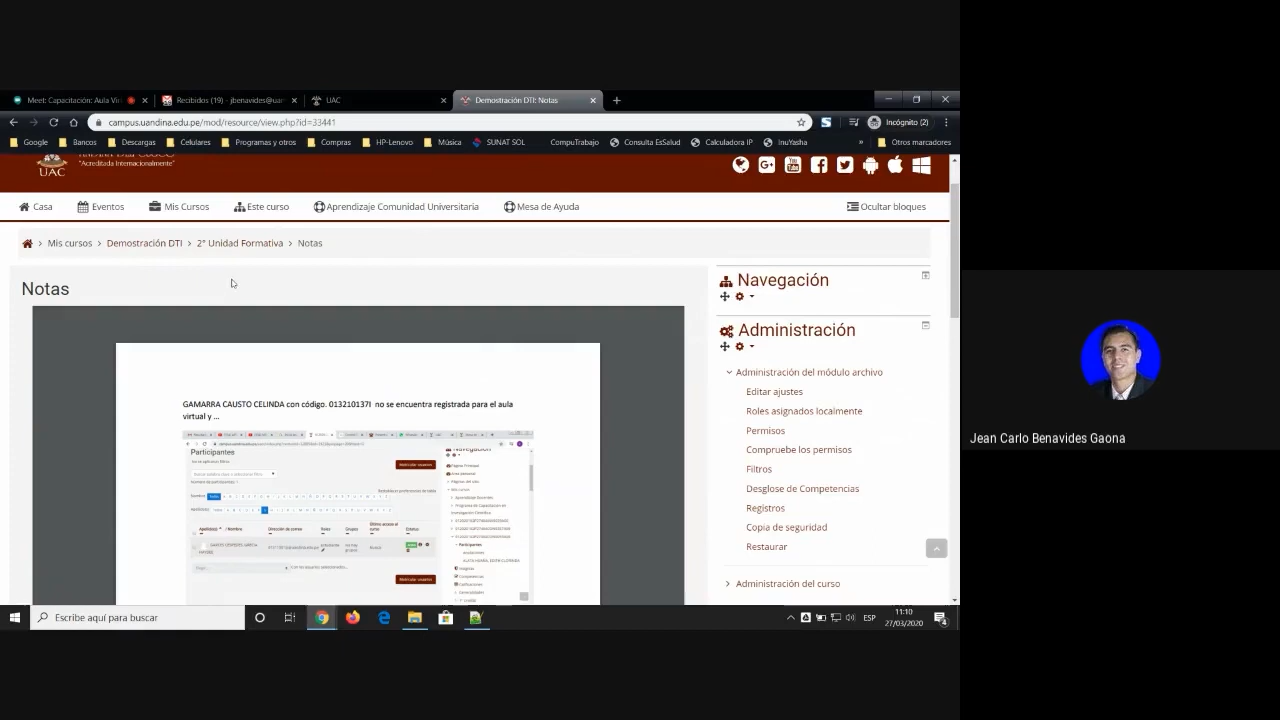 Meet: Capacitación: Aula Vir
Recibidos (19) - jbenavides@uan
UAC
Demostración DTI: Notas
campus.uandina.edu.pe/mod/resource/view.php?id=33441
Incógnito (2)
Google
Bancos
Descargas
Celulares
Programas y otros
Compras
HP-Lenovo
Música
SUNAT SOL
CompuTrabajo
Consulta EsSalud
Calculadora IP
InuYasha
»
Otros marcadores
"Acreditada Internacionalmente"
UAC
Casa
Eventos
Mis Cursos
Este curso
Aprendizaje Comunidad Universitaria
Mesa de Ayuda
Ocultar bloques
Mis cursos > Demostración DTI > 2° Unidad Formativa > Notas
Notas
GAMARRA CAUSTO CELINDA con código. 013210137I no se encuentra registrada para el aula
virtual y ...
Participantes
Matricular usuarios
Matricular usuarios
Navegación
Administración
Administración del módulo archivo
Editar ajustes
Roles asignados localmente
Permisos
Compruebe los permisos
Filtros
Desglose de Competencias
Registros
Copia de seguridad
Restaurar
Administración del curso
Jean Carlo Benavides Gaona
Escribe aquí para buscar
ESP
11:10
27/03/2020
4